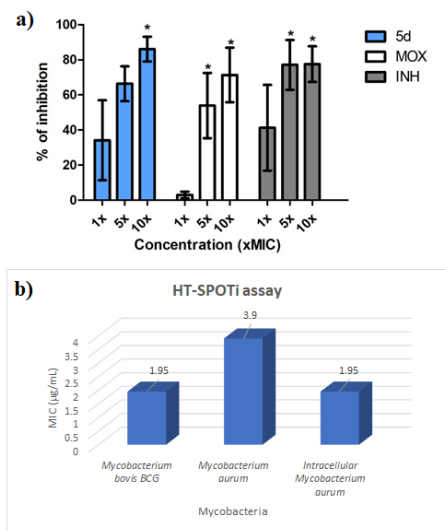 a)
5d
MOX
INH
% of inhibition
100
80
60
40
20
0
* * * * *
1x 5x 10x 1x 5x 10x 1x 5x 10x
Concentration (xMIC)
b)
HT-SPOTi assay
MIC (µg/mL)
4
3.5
3
2.5
2
1.5
1
0.5
0
1.95
3.9
1.95
Mycobacterium
bovis BCG
Mycobacterium
aurum
Intracellular
Mycobacterium
aurum
Mycobacteria